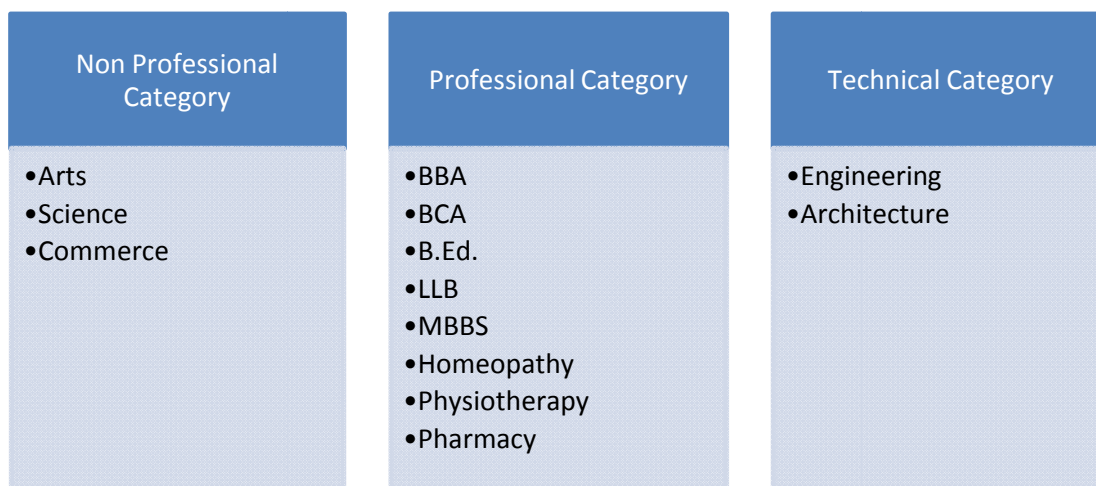 Non Professional
Category
•Arts
•Science
•Commerce
Professional Category
•BBA
•BCA
•B.Ed.
•LLB
•MBBS
•Homeopathy
•Physiotherapy
•Pharmacy
Technical Category
•Engineering
•Architecture